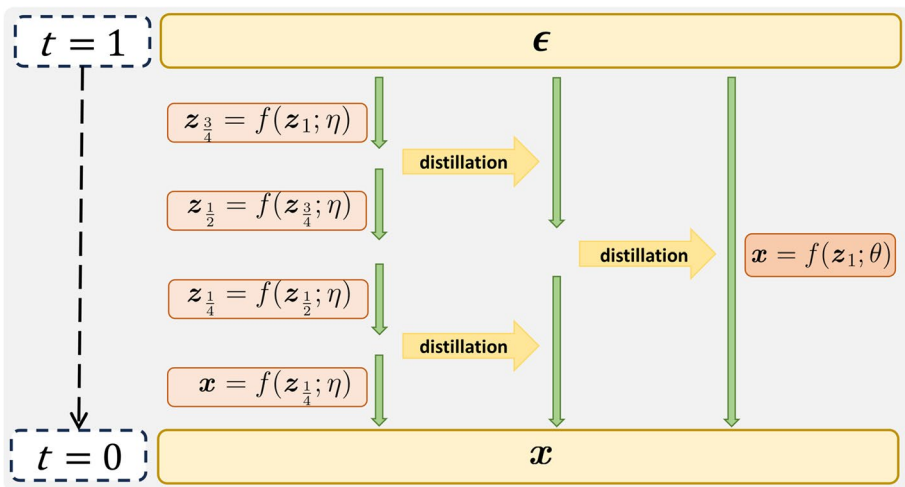 t = 1
ϵ
z_{3/4} = f(z_1; η)
distillation
z_{1/2} = f(z_{3/4}; η)
distillation
x = f(z_1; θ)
z_{1/4} = f(z_{1/2}; η)
distillation
x = f(z_{1/4}; η)
t = 0
x